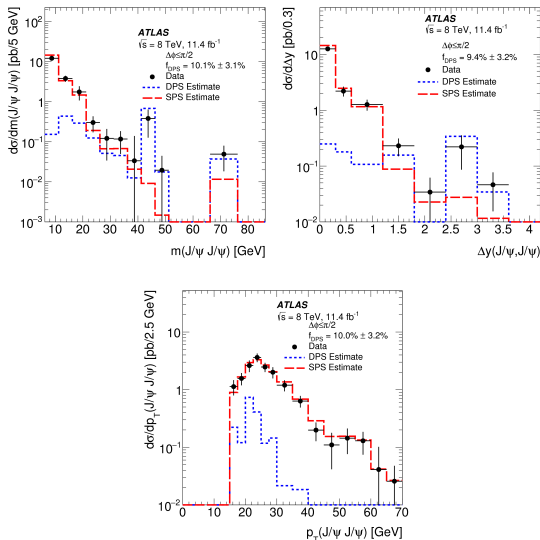 ATLAS
√s = 8 TeV, 11.4 fb⁻¹
Δϕ≤π/2
f_DPS = 10.1% ± 3.1%
Data
DPS Estimate
SPS Estimate
dσ/dm(J/ψ J/ψ) [pb/5 GeV]
10³
10²
10
1
10⁻¹
10⁻²
10⁻³
10 20 30 40 50 60 70 80
m(J/ψ J/ψ) [GeV]
ATLAS
√s = 8 TeV, 11.4 fb⁻¹
Δϕ≤π/2
f_DPS = 9.4% ± 3.2%
Data
DPS Estimate
SPS Estimate
dσ/dΔy [pb/0.3]
10
1
10⁻¹
10⁻²
0 0.5 1 1.5 2 2.5 3 3.5 4
Δy(J/ψ,J/ψ)
ATLAS
√s = 8 TeV, 11.4 fb⁻¹
Δϕ≤π/2
f_DPS = 10.0% ± 3.2%
Data
DPS Estimate
SPS Estimate
dσ/dp_T(J/ψ J/ψ) [pb/2.5 GeV]
10
1
10⁻¹
10⁻²
0 10 20 30 40 50 60 70
p_T(J/ψ J/ψ) [GeV]